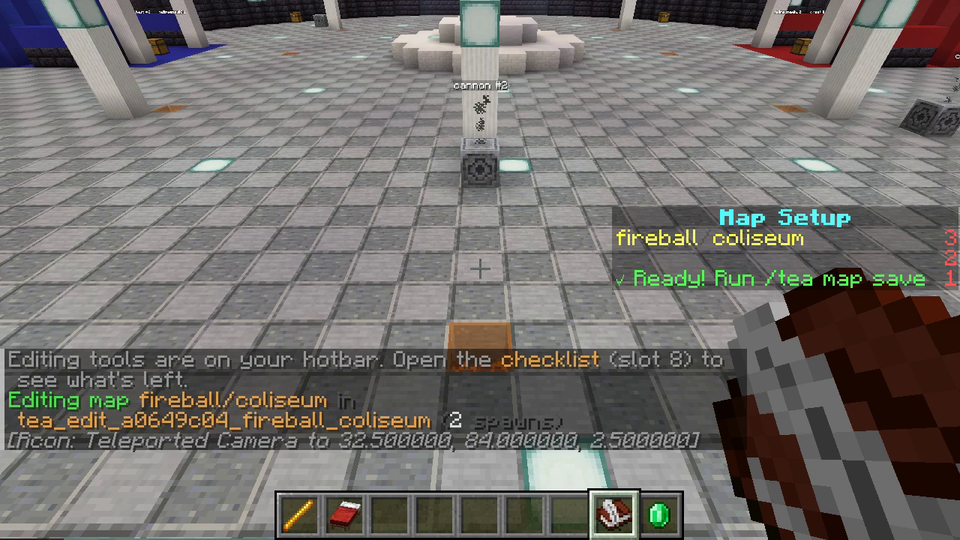 cannon #2
Map Setup
fireball coliseum 3
2
✓ Ready! Run /tea map save 1
Editing tools are on your hotbar. Open the checklist (slot 8) to
see what's left.
Editing map fireball/coliseum in
tea_edit_a0649c04_fireball_coliseum (2 spawns)
[Rcon: Teleported Camera to 32.500000, 84.000000, 2.500000]